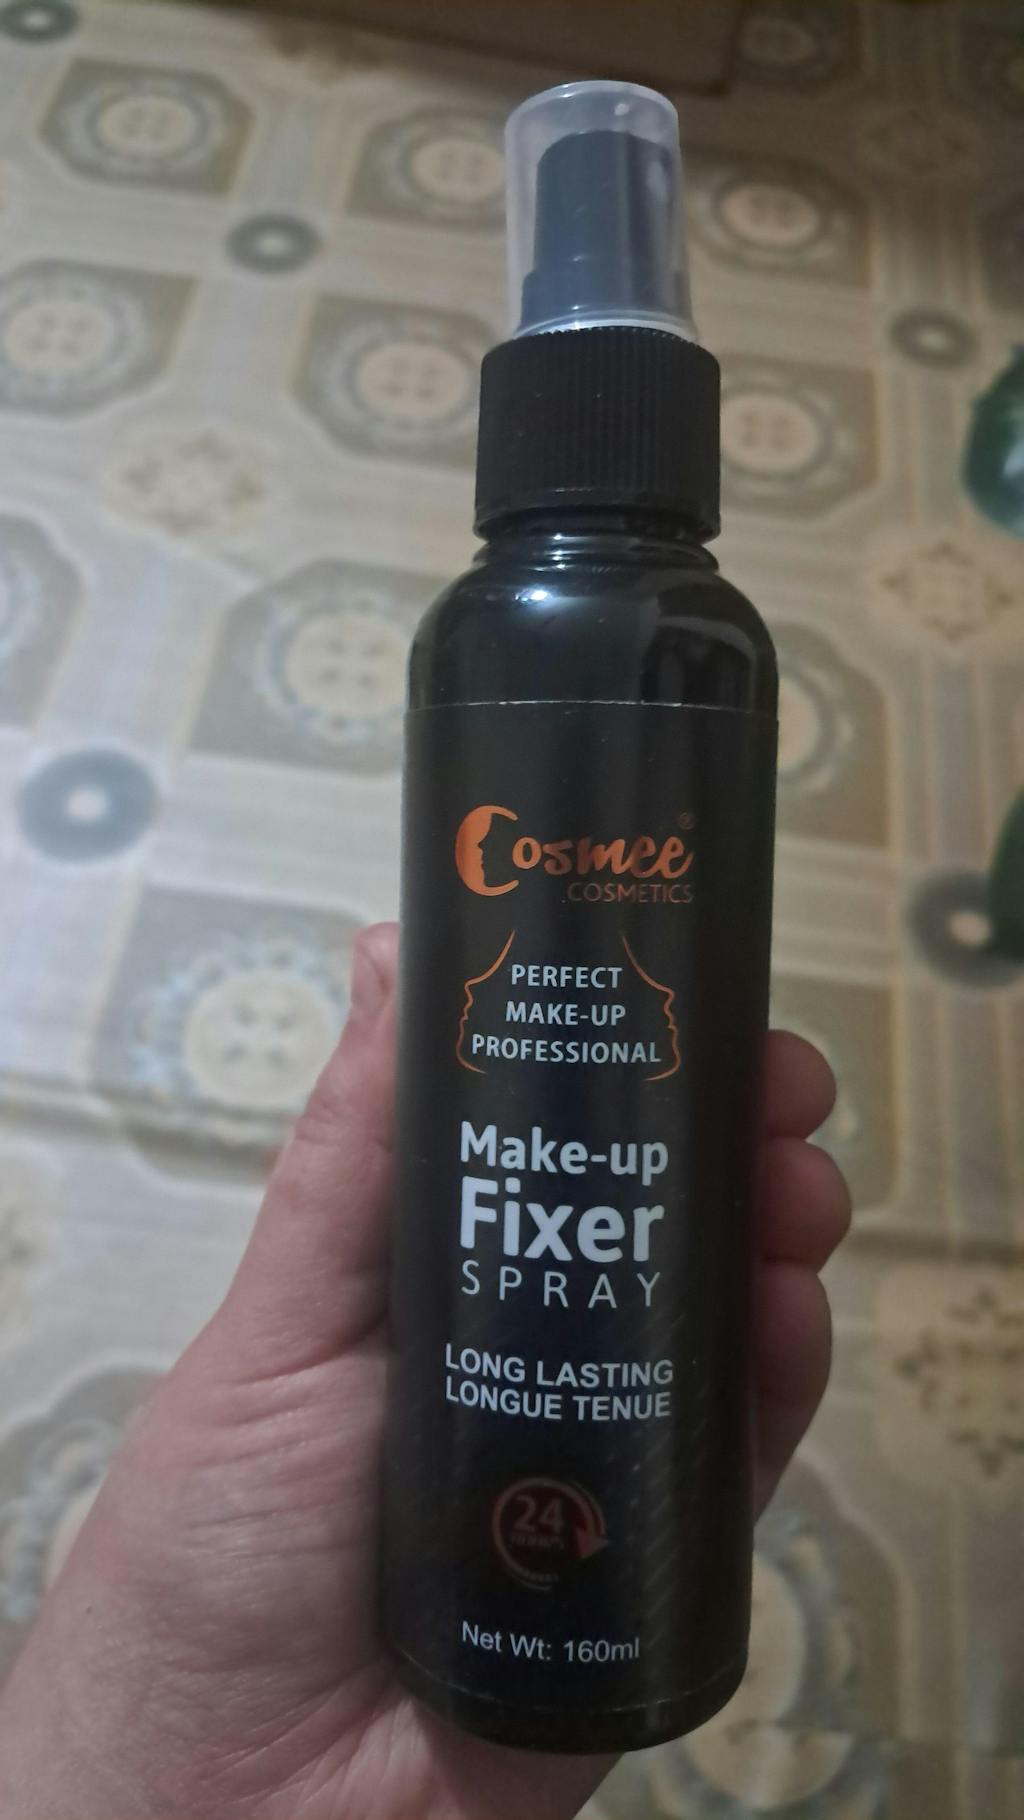 Cosmee®
COSMETICS
PERFECT
MAKE-UP
PROFESSIONAL
Make-up
Fixer
SPRAY
LONG LASTING
LONGUE TENUE
24
Net Wt: 160ml